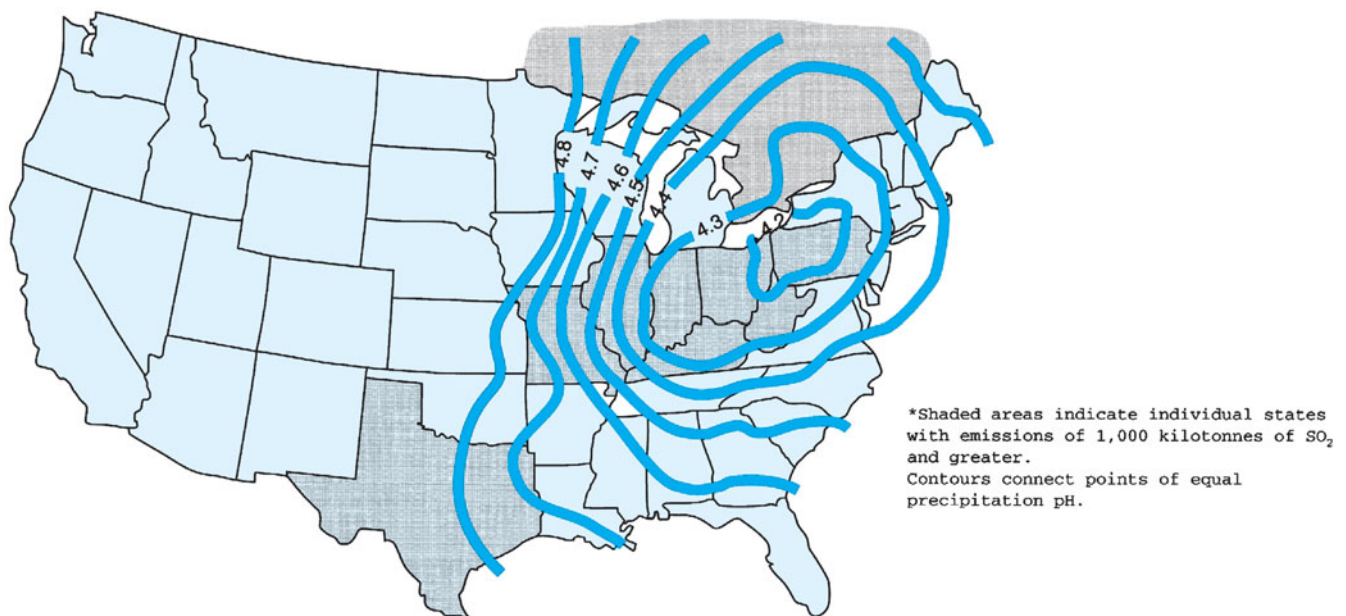 4.8
4.7
4.6
4.5
4.4
4.3
4.2
*Shaded areas indicate individual states
with emissions of 1,000 kilotonnes of SO₂
and greater.
Contours connect points of equal
precipitation pH.